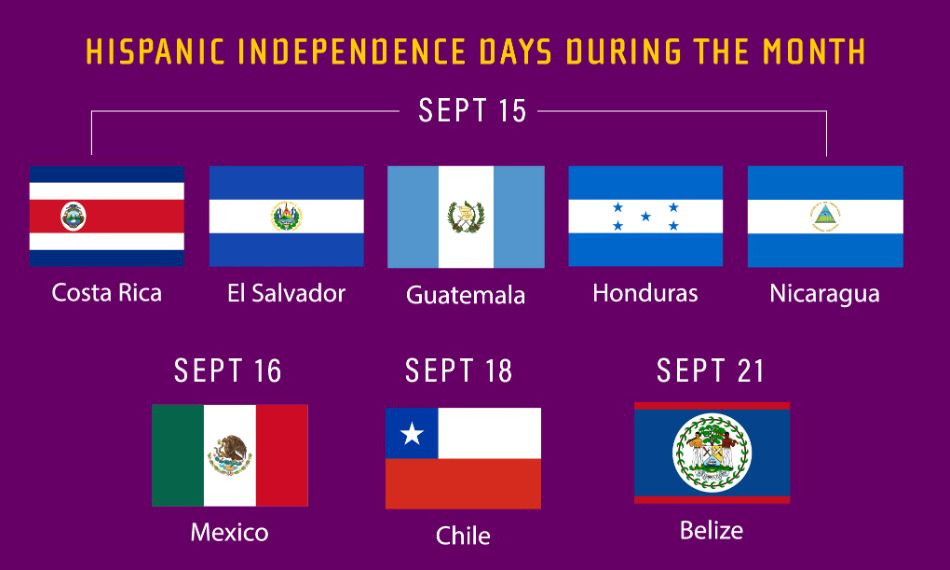 HISPANIC INDEPENDENCE DAYS DURING THE MONTH
SEPT 15
Costa Rica
El Salvador
Guatemala
Honduras
Nicaragua
SEPT 16
SEPT 18
SEPT 21
Mexico
Chile
Belize